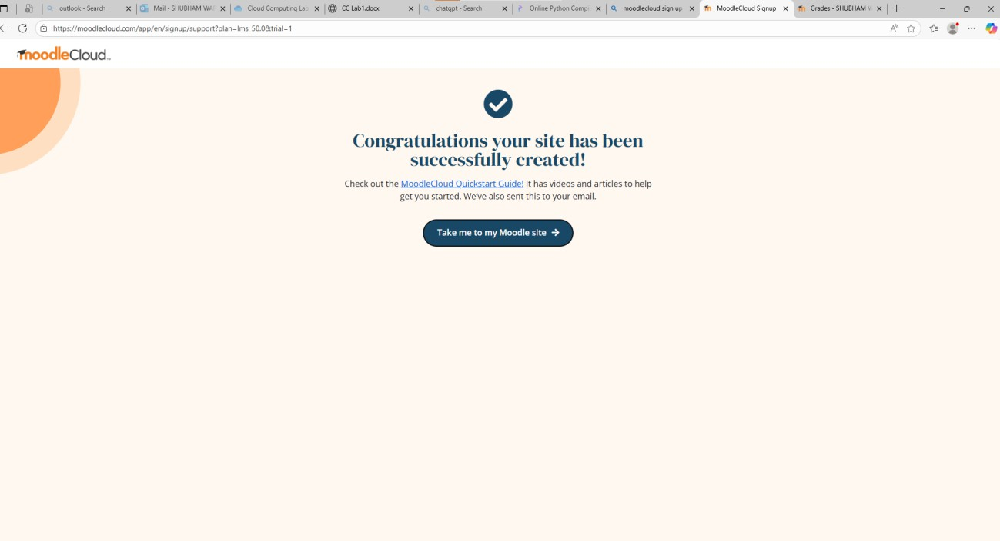 outlook - Search
Mail - SHUBHAM WA
Cloud Computing Lab
CC Lab1.docx
chatgpt - Search
Online Python Compil
moodlecloud sign up
MoodleCloud Signup
Grades - SHUBHAM W
https://moodlecloud.com/app/en/signup/support?plan=lms_50.0&trial=1
moodleCloud
Congratulations your site has been
successfully created!
Check out the MoodleCloud Quickstart Guide! It has videos and articles to help
get you started. We've also sent this to your email.
Take me to my Moodle site →